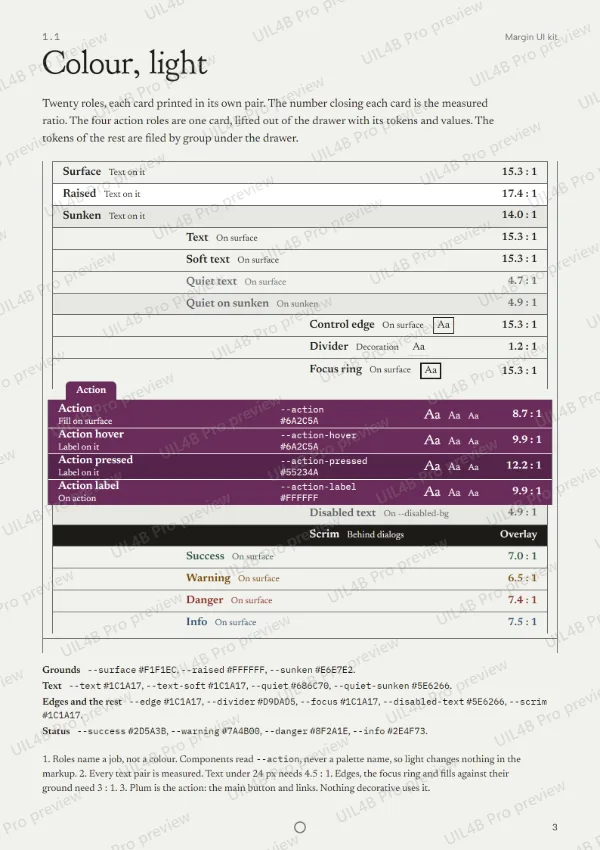 1.1
Margin UI kit
Colour, light
Twenty roles, each card printed in its own pair. The number closing each card is the measured
ratio. The four action roles are one card, lifted out of the drawer with its tokens and values. The
tokens of the rest are filed by group under the drawer.
Surface Text on it 15.3 : 1
Raised Text on it 17.4 : 1
Sunken Text on it 14.0 : 1
Text On surface 15.3 : 1
Soft text On surface 15.3 : 1
Quiet text On surface 4.7 : 1
Quiet on sunken On sunken 4.9 : 1
Control edge On surface Aa 15.3 : 1
Divider Decoration Aa 1.2 : 1
Focus ring On surface Aa 15.3 : 1
Action
Action --action Aa Aa Aa 8.7 : 1
Fill on surface #6A2C5A
Action hover --action-hover Aa Aa Aa 9.9 : 1
Label on it #6A2C5A
Action pressed --action-pressed Aa Aa Aa 12.2 : 1
Label on it #55234A
Action label --action-label Aa Aa Aa 9.9 : 1
On action #FFFFFF
Disabled text On --disabled-bg 4.9 : 1
Scrim Behind dialogs Overlay
Success On surface 7.0 : 1
Warning On surface 6.5 : 1
Danger On surface 7.4 : 1
Info On surface 7.5 : 1
Grounds --surface #F1F1EC, --raised #FFFFFF, --sunken #E6E7E2.
Text --text #1C1A17, --text-soft #1C1A17, --quiet #686C70, --quiet-sunken #5E6266.
Edges and the rest --edge #1C1A17, --divider #D9DAD5, --focus #1C1A17, --disabled-text #5E6266, --scrim
#1C1A17.
Status --success #2D5A3B, --warning #7A4B00, --danger #8F2A1E, --info #2E4F73.
1. Roles name a job, not a colour. Components read --action, never a palette name, so light changes nothing in the
markup. 2. Every text pair is measured. Text under 24 px needs 4.5 : 1. Edges, the focus ring and fills against their
ground need 3 : 1. 3. Plum is the action: the main button and links. Nothing decorative uses it.
3
UIL4B Pro preview